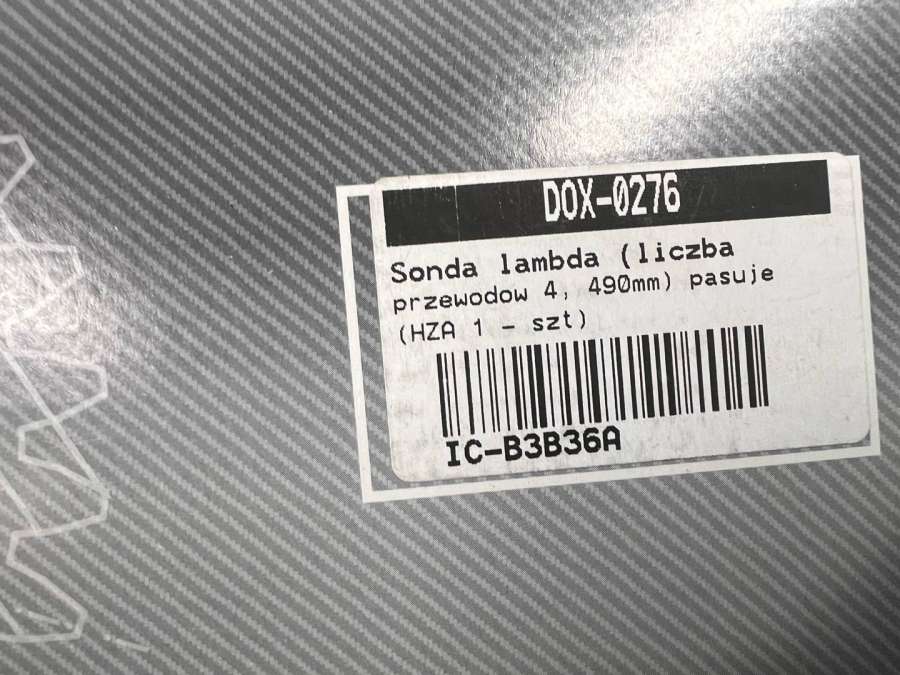 DOX-0276
Sonda lambda (liczba
przewodow 4, 490mm) pasuje
(HZA 1 - szt)
IC-B3B36A